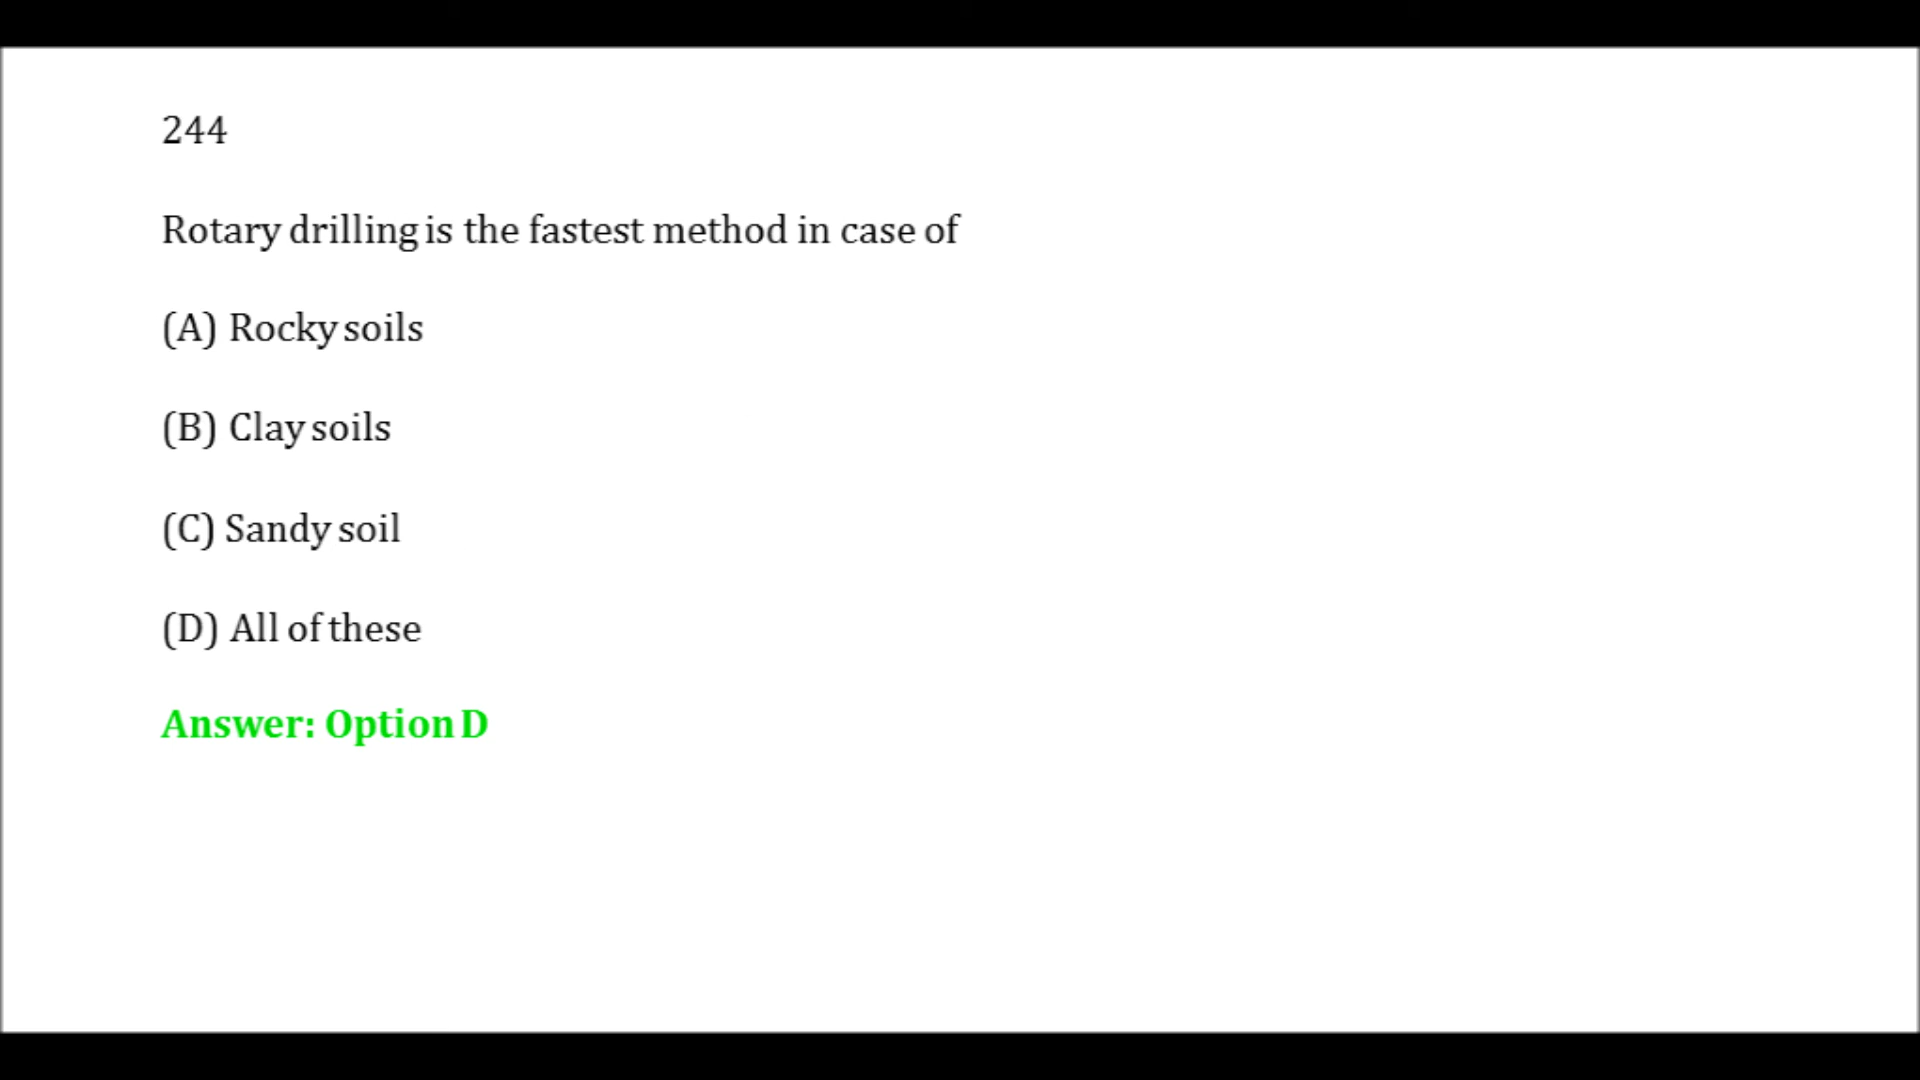 244
Rotary drilling is the fastest method in case of
(A) Rocky soils
(B) Clay soils
(C) Sandy soil
(D) All of these
Answer: Option D